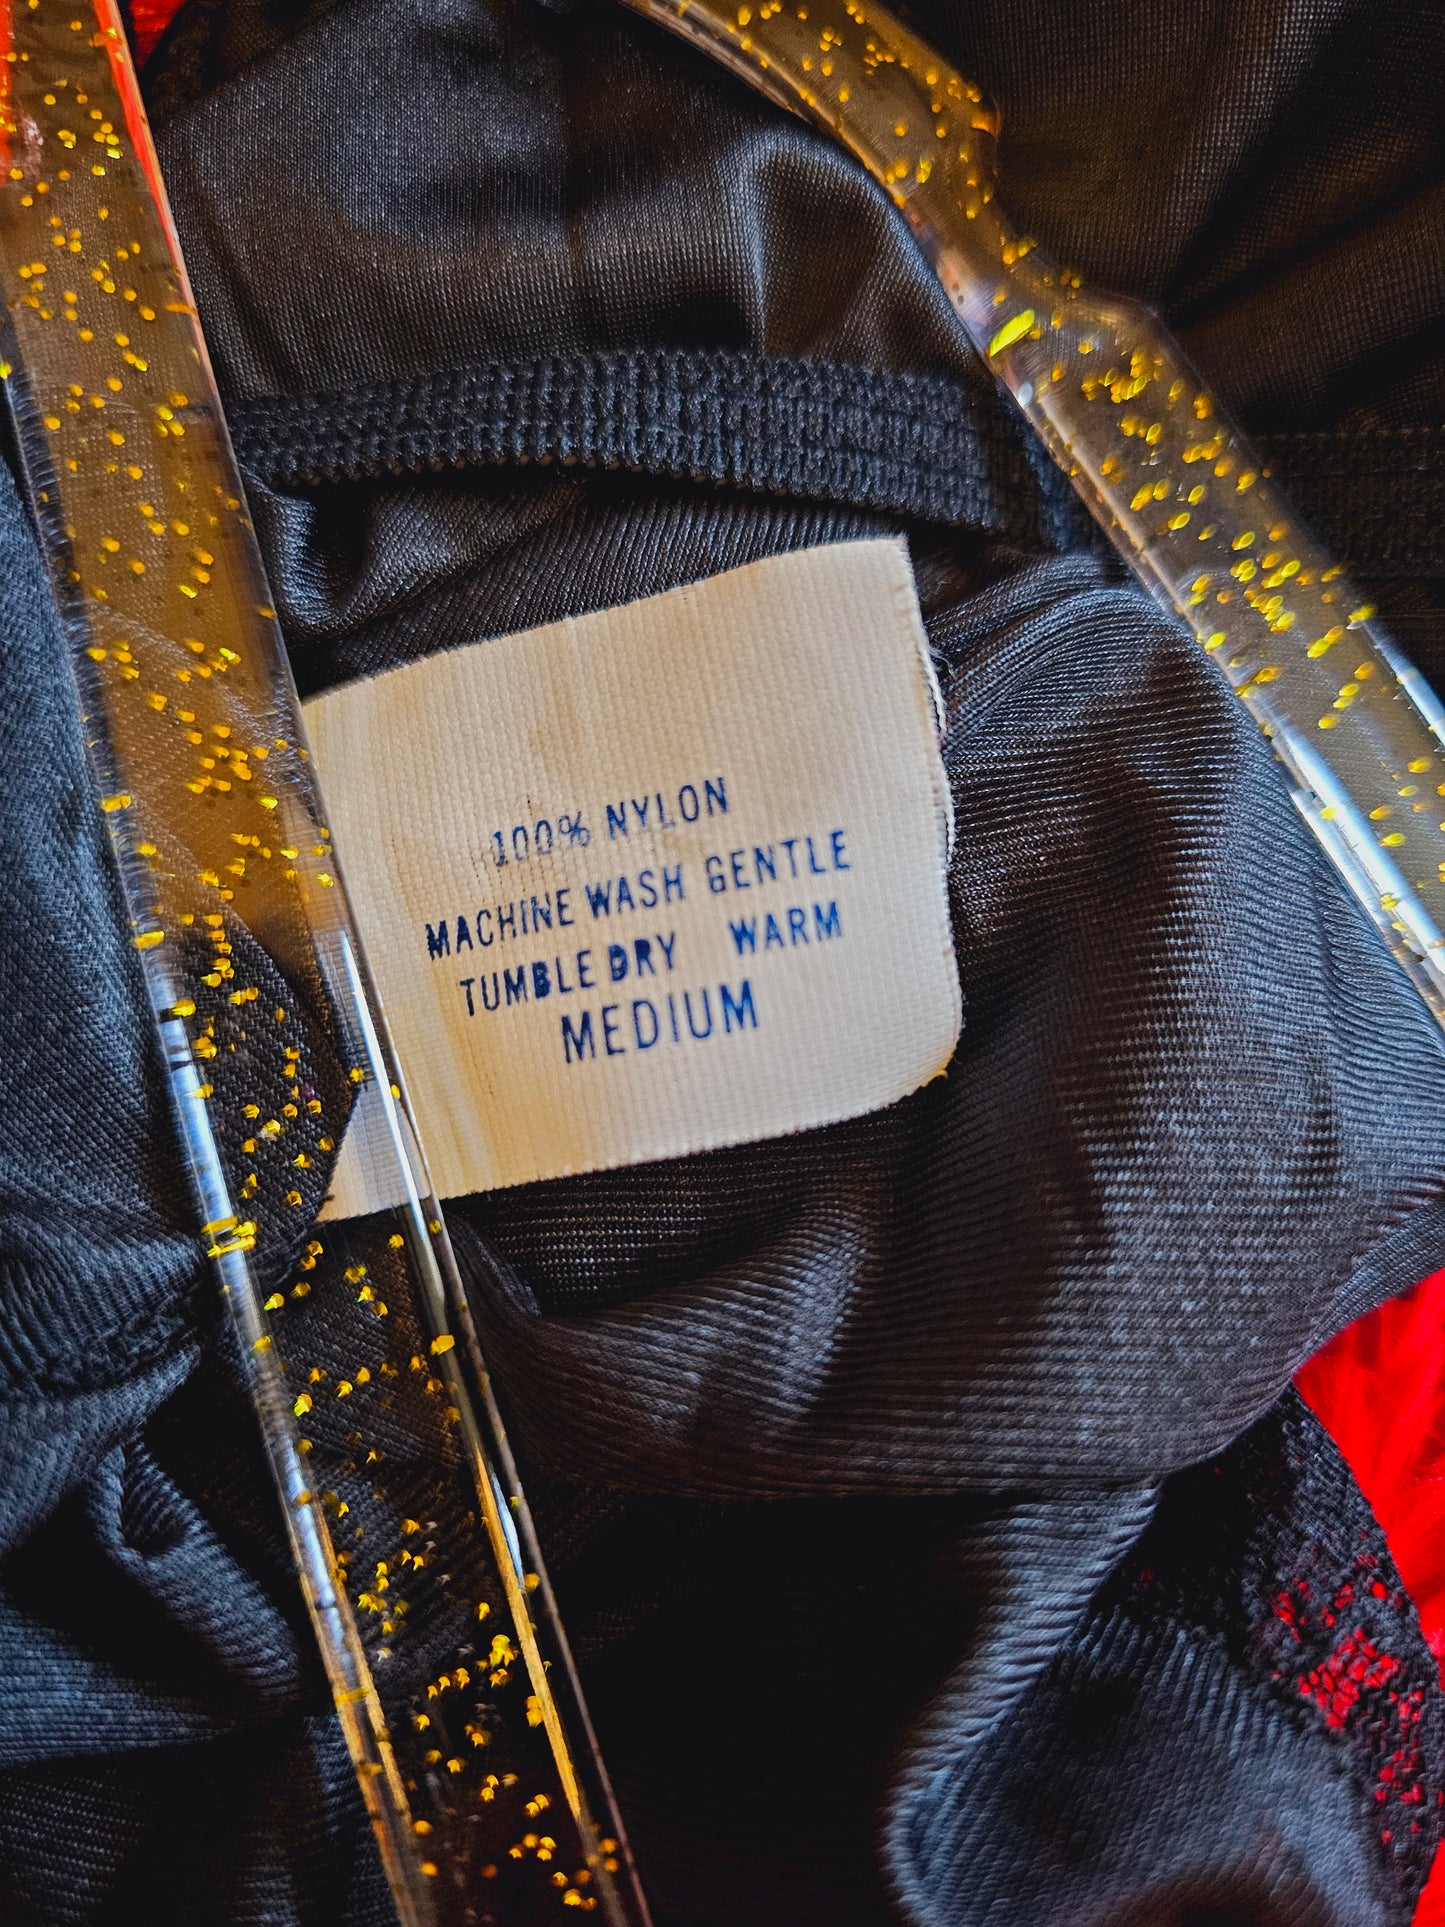 100% NYLON
MACHINE WASH GENTLE
TUMBLE DRY WARM
MEDIUM